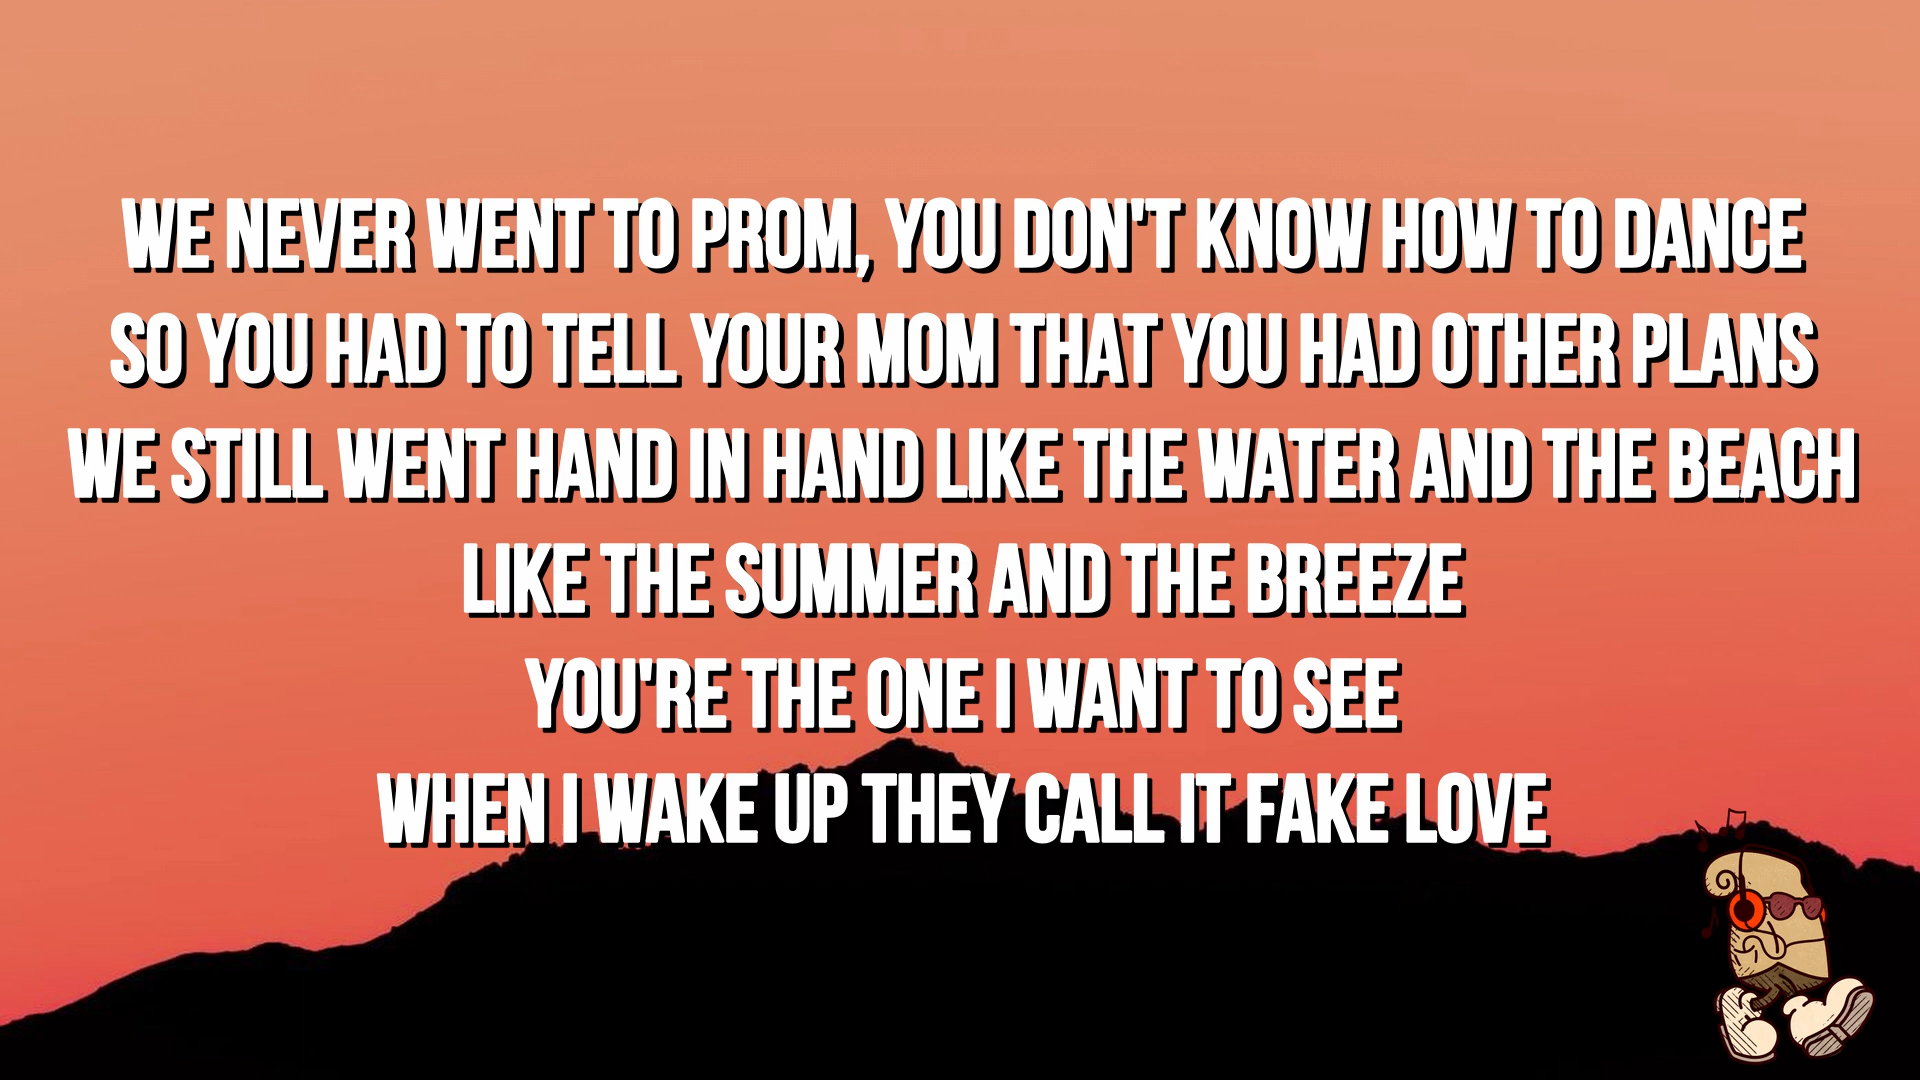 WE NEVER WENT TO PROM, YOU DON'T KNOW HOW TO DANCE
SO YOU HAD TO TELL YOUR MOM THAT YOU HAD OTHER PLANS
WE STILL WENT HAND IN HAND LIKE THE WATER AND THE BEACH
LIKE THE SUMMER AND THE BREEZE
YOU'RE THE ONE I WANT TO SEE
WHEN I WAKE UP THEY CALL IT FAKE LOVE